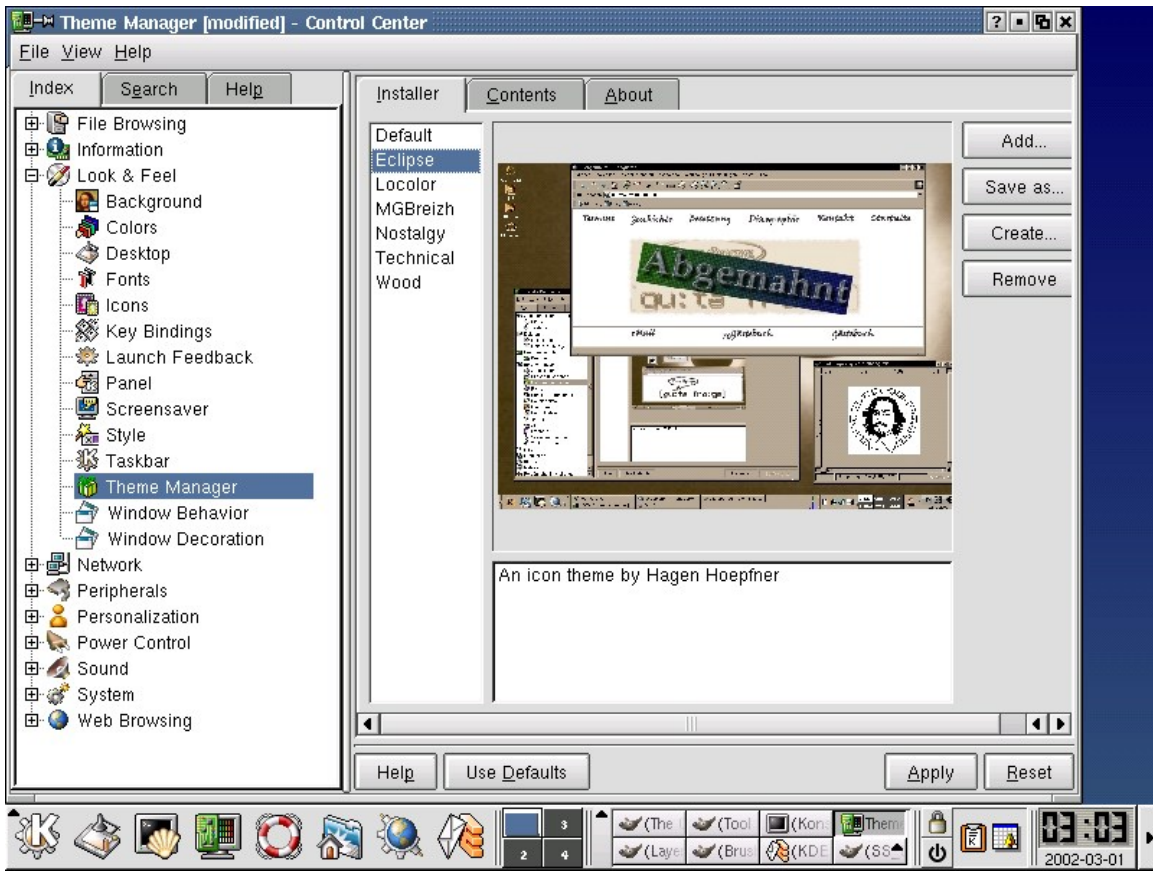 Theme Manager [modified] - Control Center
File View Help
Index Search Help
File Browsing
Information
Look & Feel
Background
Colors
Desktop
Fonts
Icons
Key Bindings
Launch Feedback
Panel
Screensaver
Style
Taskbar
Theme Manager
Window Behavior
Window Decoration
Network
Peripherals
Personalization
Power Control
Sound
System
Web Browsing
Installer Contents About
Default
Eclipse
Locolor
MGBreizh
Nostalgy
Technical
Wood
Abgemahnt
An icon theme by Hagen Hoepfner
Add...
Save as...
Create...
Remove
Help Use Defaults Apply Reset
3
2 4
(The (Tool (Kon Theme
(Laye (Brus (KDE (SS
03:03
2002-03-01